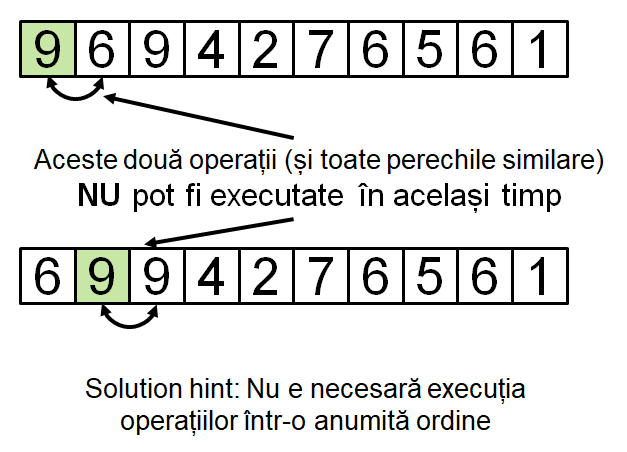 9 6 9 4 2 7 6 5 6 1
Aceste două operații (și toate perechile similare)
NU pot fi executate în același timp
6 9 9 4 2 7 6 5 6 1
Solution hint: Nu e necesară execuția
operațiilor într-o anumită ordine